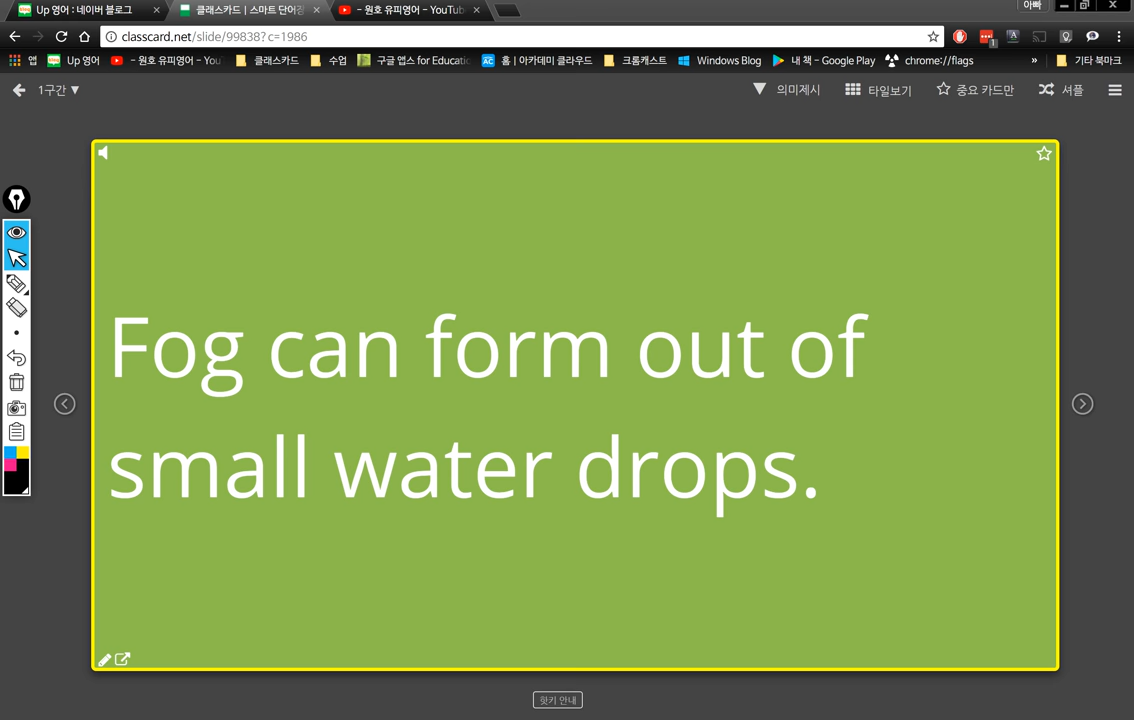 Up 영어 : 네이버 블로그
클래스카드 | 스마트 단어장
- 원호 유피영어 - YouTub
아빠
classcard.net/slide/99838?c=1986
앱 Up 영어 - 원호 유피영어 - You 클래스카드 수업 구글 앱스 for Educatio 홈 | 아카데미 클라우드 크롬캐스트 Windows Blog 내 책 - Google Play chrome://flags » 기타 북마크
1구간 ▼ ▼ 의미제시 타일보기 중요 카드만 셔플
Fog can form out of
small water drops.
핫키 안내